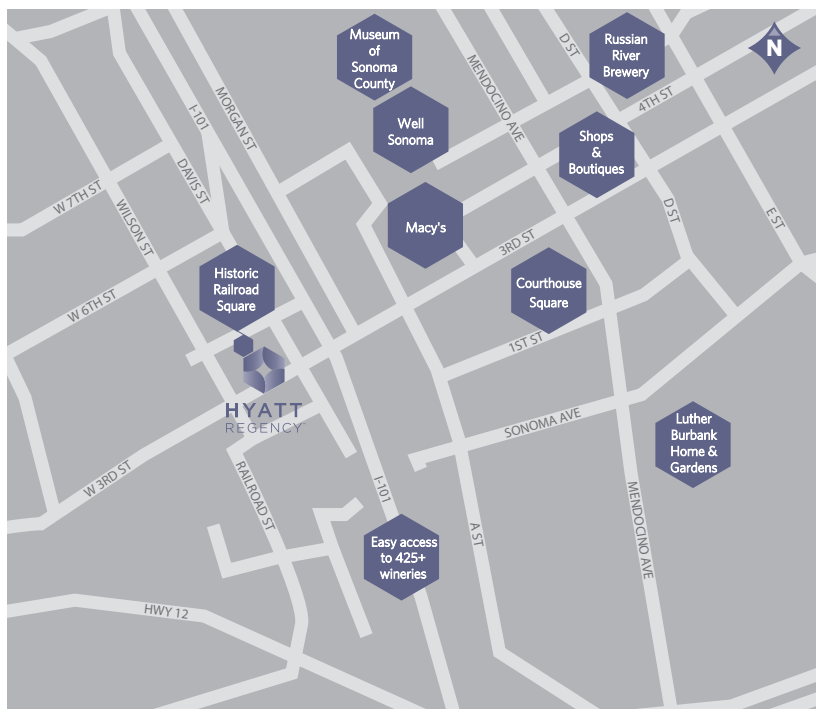 Museum
of
Sonoma
County
D ST
Russian
River
Brewery
N
MENDOCINO AVE
4TH ST
I-101
MORGAN ST
Well
Sonoma
Shops
&
Boutiques
DAVIS ST
W 7TH ST
WILSON ST
Macy's
D ST
E ST
3RD ST
Historic
Railroad
Square
Courthouse
Square
W 6TH ST
1ST ST
HYATT
REGENCY™
SONOMA AVE
Luther
Burbank
Home &
Gardens
W 3RD ST
RAILROAD ST
I-101
A ST
MENDOCINO AVE
Easy access
to 425+
wineries
HWY 12